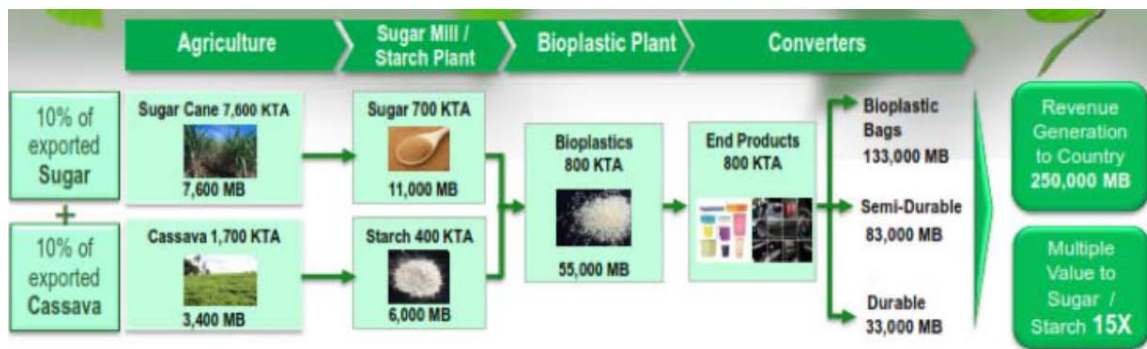 Agriculture
Sugar Mill /
Starch Plant
Bioplastic Plant
Converters
10% of
exported
Sugar
+
10% of
exported
Cassava
Sugar Cane 7,600 KTA
7,600 MB
Cassava 1,700 KTA
3,400 MB
Sugar 700 KTA
11,000 MB
Starch 400 KTA
6,000 MB
Bioplastics
800 KTA
55,000 MB
End Products
800 KTA
Bioplastic
Bags
133,000 MB
Semi-Durable
83,000 MB
Durable
33,000 MB
Revenue
Generation
to Country
250,000 MB
Multiple
Value to
Sugar /
Starch 15X